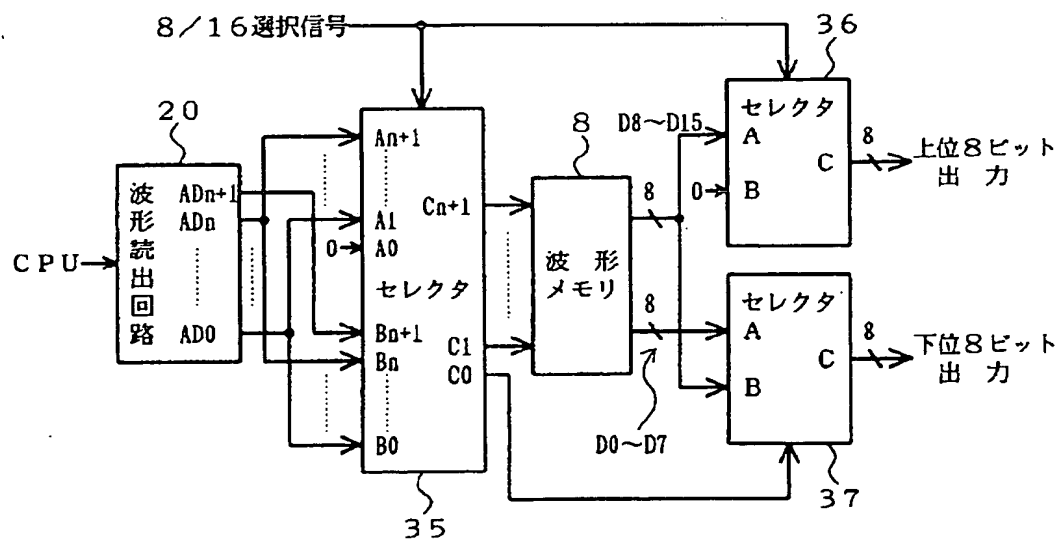 8/16選択信号
36
20
セレクタ
A
B
C
8
上位8ビット
出力
D8~D15
8
0
8
An+1
A1
0
A0
セレクタ
Bn+1
Bn
B0
Cn+1
C1
C0
CPU
波形読出回路
ADn+1
ADn
AD0
波形
メモリ
8
8
D0~D7
セレクタ
A
B
C
8
下位8ビット
出力
35
37